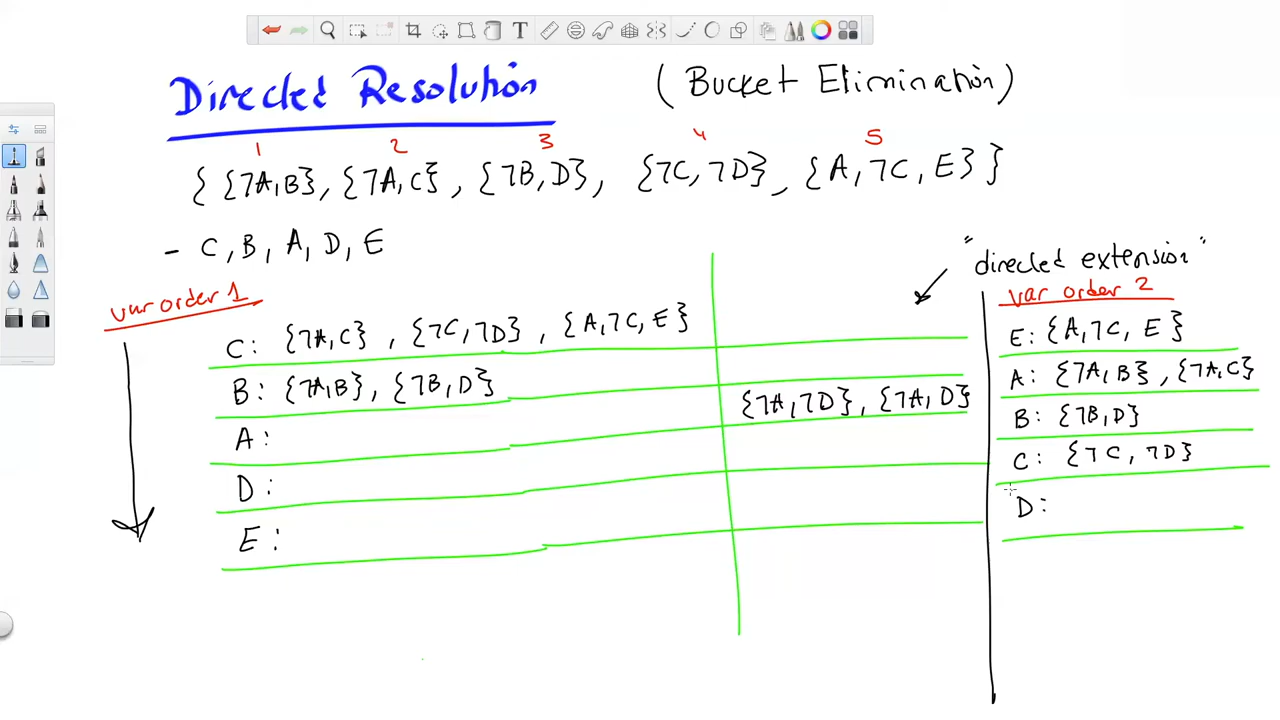 Directed Resolution (Bucket Elimination)
1 2 3 4 5
{ {¬A,B}, {¬A,C}, {¬B,D}, {¬C,¬D}, {A,¬C,E} }
- C, B, A, D, E
"directed extension"
var order 1
C: {¬A,C}, {¬C,¬D}, {A,¬C,E}
B: {¬A,B}, {¬B,D}
A: {¬A,¬D}, {¬A,D}
D:
E:
var order 2
E: {A,¬C, E}
A: {¬A,B}, {¬A,C}
B: {¬B,D}
C: {¬C,¬D}
D: